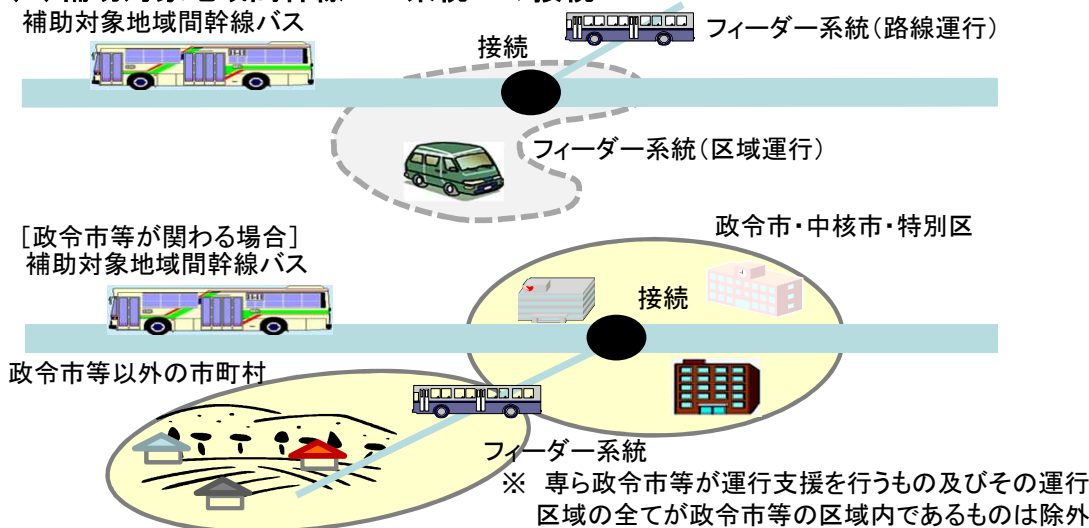 補助対象地域間幹線バス
接続
フィーダー系統(路線運行)
フィーダー系統(区域運行)
[政令市等が関わる場合]
補助対象地域間幹線バス
政令市・中核市・特別区
接続
政令市等以外の市町村
フィーダー系統
※ 専ら政令市等が運行支援を行うもの及びその運行
区域の全てが政令市等の区域内であるものは除外